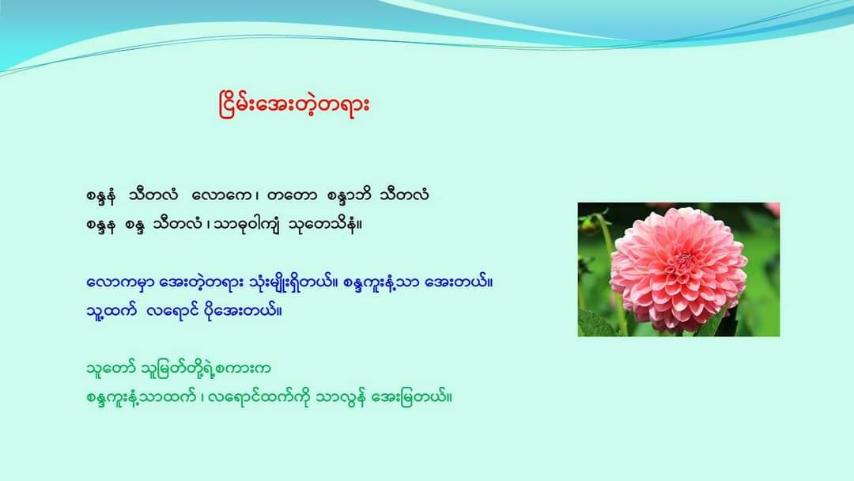 ငြိမ်းအေးတဲ့တရား
စန္ဒနံ သီတလံ လောကေ၊ တတော စန္ဒာဘိ သီတလံ
စန္ဒန စန္ဒ သီတလံ၊သာဓုဝါကျံ သုတေသိနံ။
လောကမှာ အေးတဲ့တရား သုံးမျိုးရှိတယ်။ စန္ဒကူးနံ့သာ အေးတယ်။
သူ့ထက် လရောင် ပိုအေးတယ်။
သူတော် သူမြတ်တို့ရဲ့စကားက
စန္ဒကူးနံ့သာထက်၊ လရောင်ထက်ကို သာလွန် အေးမြတယ်။